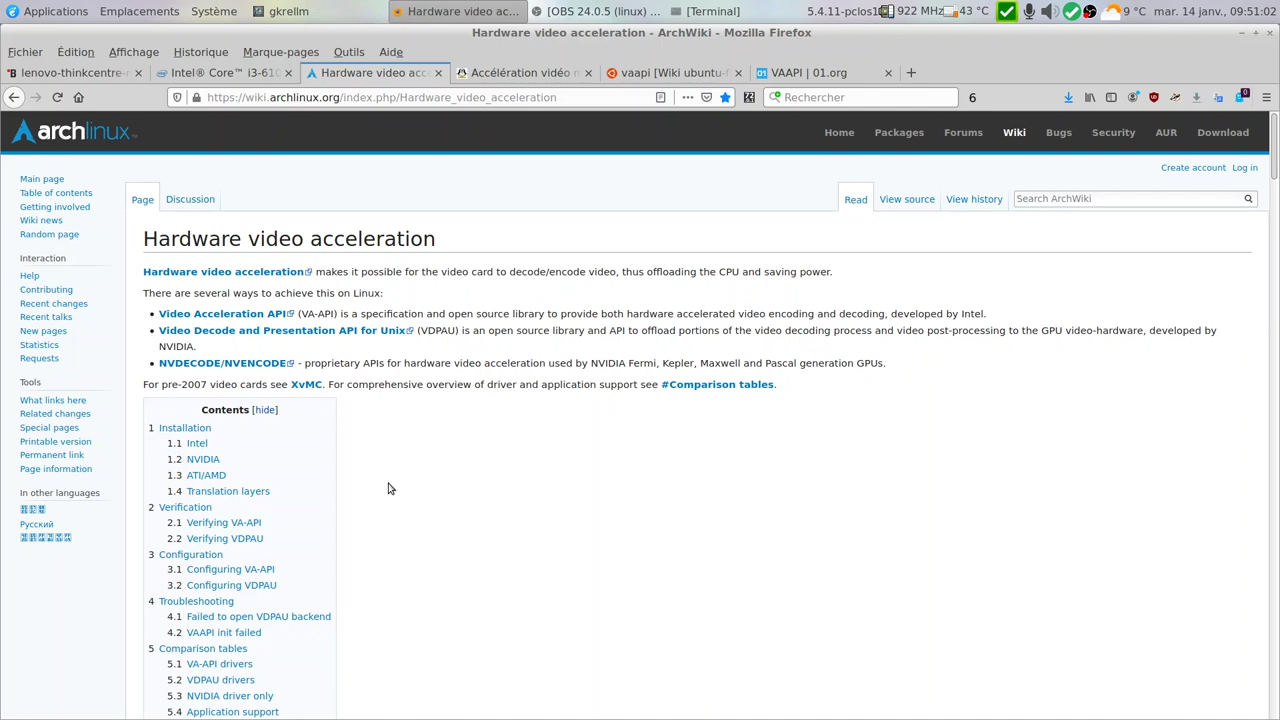 Applications Emplacements Système gkrellm Hardware video ac... [OBS 24.0.5 (linux) ... [Terminal] 922 MHz 43 °C 9 °C mar. 14 janv., 09:51:02
Hardware video acceleration - ArchWiki - Mozilla Firefox
Fichier Édition Affichage Historique Marque-pages Outils Aide
lenovo-thinkcentre- Intel® Core™ i3-610 Hardware video acc Accélération vidéo m vaapi [Wiki ubuntu-f VAAPI | 01.org
https://wiki.archlinux.org/index.php/Hardware_video_acceleration Rechercher 6 0
archlinux Home Packages Forums Wiki Bugs Security AUR Download
Create account Log in
Page Discussion Read View source View history Search ArchWiki
Main page
Table of contents
Getting involved
Wiki news
Random page
Interaction
Help
Contributing
Recent changes
Recent talks
New pages
Statistics
Requests
Tools
What links here
Related changes
Special pages
Printable version
Permanent link
Page information
In other languages
Русский
Hardware video acceleration
Hardware video acceleration makes it possible for the video card to decode/encode video, thus offloading the CPU and saving power.
There are several ways to achieve this on Linux:
• Video Acceleration API (VA-API) is a specification and open source library to provide both hardware accelerated video encoding and decoding, developed by Intel.
• Video Decode and Presentation API for Unix (VDPAU) is an open source library and API to offload portions of the video decoding process and video post-processing to the GPU video-hardware, developed by
NVIDIA.
• NVDECODE/NVENCODE - proprietary APIs for hardware video acceleration used by NVIDIA Fermi, Kepler, Maxwell and Pascal generation GPUs.
For pre-2007 video cards see XvMC. For comprehensive overview of driver and application support see #Comparison tables.
Contents [hide]
1 Installation
1.1 Intel
1.2 NVIDIA
1.3 ATI/AMD
1.4 Translation layers
2 Verification
2.1 Verifying VA-API
2.2 Verifying VDPAU
3 Configuration
3.1 Configuring VA-API
3.2 Configuring VDPAU
4 Troubleshooting
4.1 Failed to open VDPAU backend
4.2 VAAPI init failed
5 Comparison tables
5.1 VA-API drivers
5.2 VDPAU drivers
5.3 NVIDIA driver only
5.4 Application support